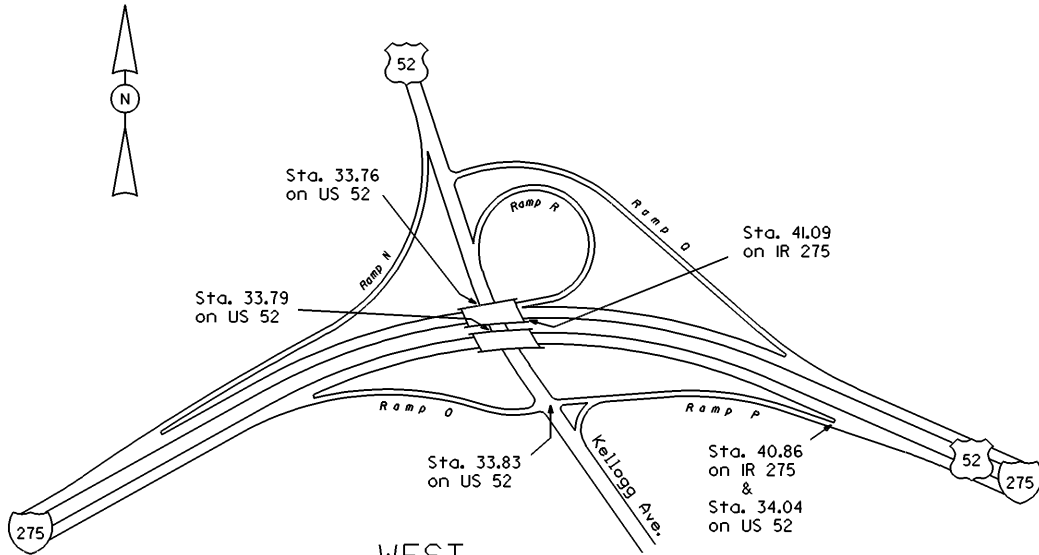 52
N
Sta. 33.76
on US 52
Ramp R
Ramp Q
Sta. 41.09
on IR 275
Ramp N
Sta. 33.79
on US 52
Ramp O
Ramp P
Sta. 33.83
on US 52
Kellogg Ave.
Sta. 40.86
on IR 275
&
Sta. 34.04
on US 52
52
275
275
WEST